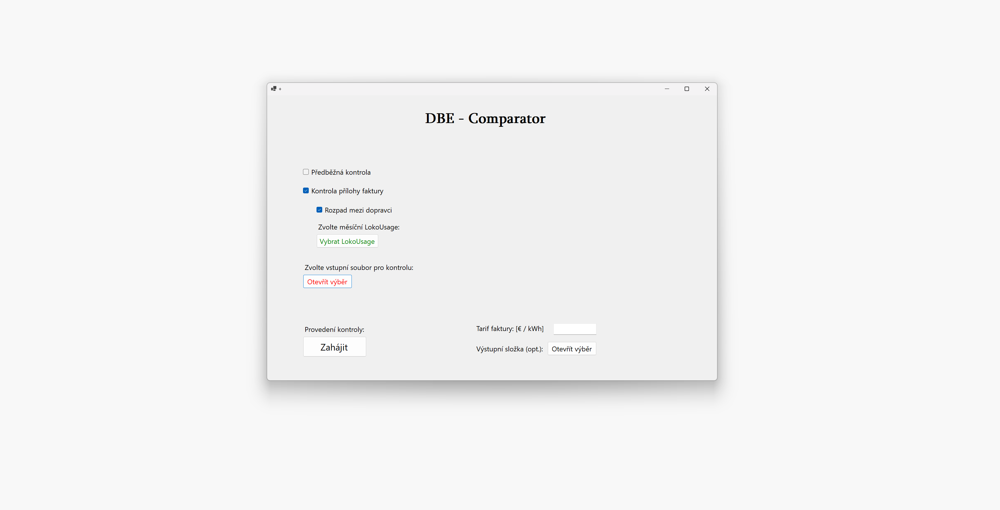 +
DBE - Comparator
Předběžná kontrola
Kontrola přílohy faktury
Rozpad mezi dopravci
Zvolte měsíční LokoUsage:
Vybrat LokoUsage
Zvolte vstupní soubor pro kontrolu:
Otevřít výběr
Provedení kontroly:
Zahájit
Tarif faktury: [€ / kWh]
Výstupní složka (opt.): Otevřít výběr